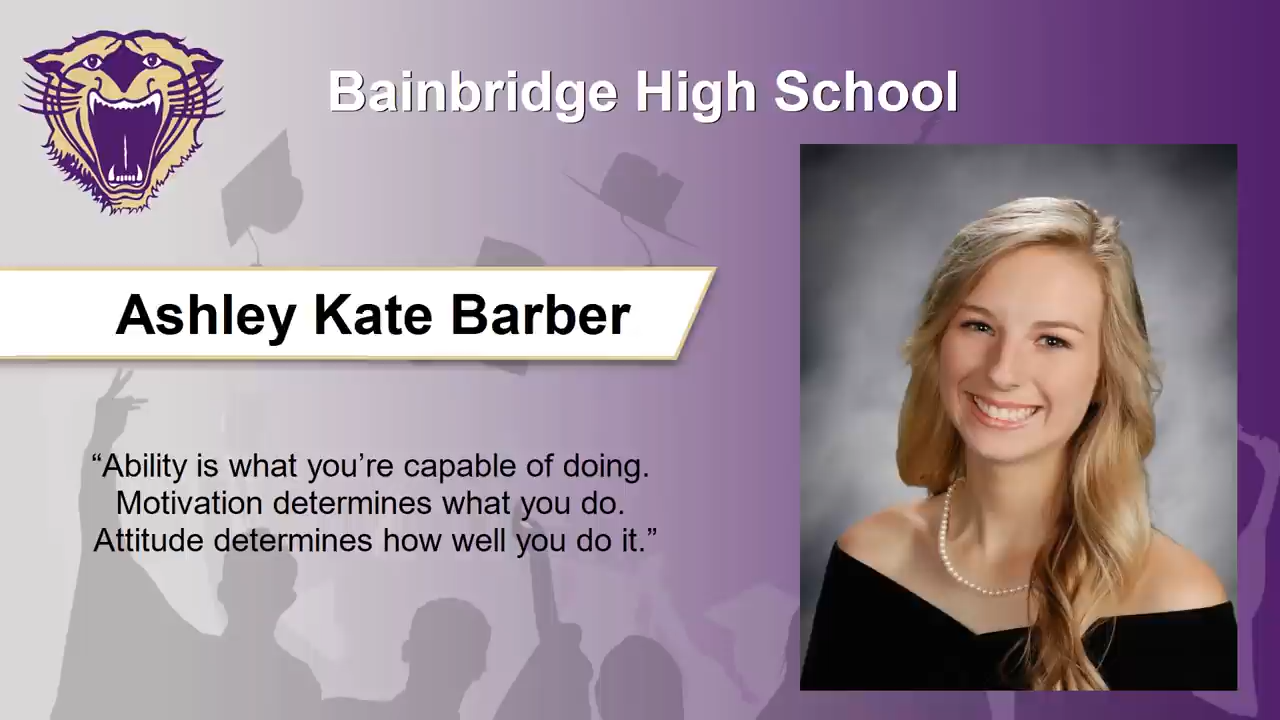 Bainbridge High School
Ashley Kate Barber
“Ability is what you’re capable of doing.
Motivation determines what you do.
Attitude determines how well you do it.”